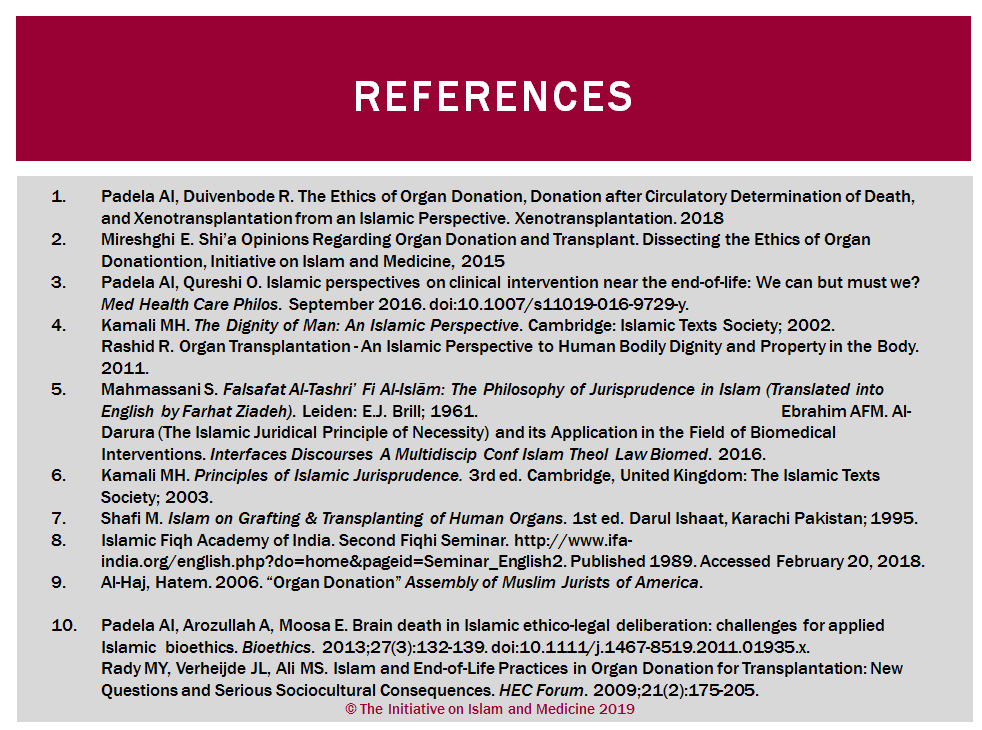 REFERENCES
1. Padela AI, Duivenbode R. The Ethics of Organ Donation, Donation after Circulatory Determination of Death,
and Xenotransplantation from an Islamic Perspective. Xenotransplantation. 2018
2. Mireshghi E. Shi’a Opinions Regarding Organ Donation and Transplant. Dissecting the Ethics of Organ
Donationtion, Initiative on Islam and Medicine, 2015
3. Padela AI, Qureshi O. Islamic perspectives on clinical intervention near the end-of-life: We can but must we?
Med Health Care Philos. September 2016. doi:10.1007/s11019-016-9729-y.
4. Kamali MH. The Dignity of Man: An Islamic Perspective. Cambridge: Islamic Texts Society; 2002.
Rashid R. Organ Transplantation - An Islamic Perspective to Human Bodily Dignity and Property in the Body.
2011.
5. Mahmassani S. Falsafat Al-Tashri’ Fi Al-Islām: The Philosophy of Jurisprudence in Islam (Translated into
English by Farhat Ziadeh). Leiden: E.J. Brill; 1961. Ebrahim AFM. Al-
Darura (The Islamic Juridical Principle of Necessity) and its Application in the Field of Biomedical
Interventions. Interfaces Discourses A Multidiscip Conf Islam Theol Law Biomed. 2016.
6. Kamali MH. Principles of Islamic Jurisprudence. 3rd ed. Cambridge, United Kingdom: The Islamic Texts
Society; 2003.
7. Shafi M. Islam on Grafting & Transplanting of Human Organs. 1st ed. Darul Ishaat, Karachi Pakistan; 1995.
8. Islamic Fiqh Academy of India. Second Fiqhi Seminar. http://www.ifa-
india.org/english.php?do=home&pageid=Seminar_English2. Published 1989. Accessed February 20, 2018.
9. Al-Haj, Hatem. 2006. “Organ Donation” Assembly of Muslim Jurists of America.
10. Padela AI, Arozullah A, Moosa E. Brain death in Islamic ethico-legal deliberation: challenges for applied
Islamic bioethics. Bioethics. 2013;27(3):132-139. doi:10.1111/j.1467-8519.2011.01935.x.
Rady MY, Verheijde JL, Ali MS. Islam and End-of-Life Practices in Organ Donation for Transplantation: New
Questions and Serious Sociocultural Consequences. HEC Forum. 2009;21(2):175-205.
© The Initiative on Islam and Medicine 2019